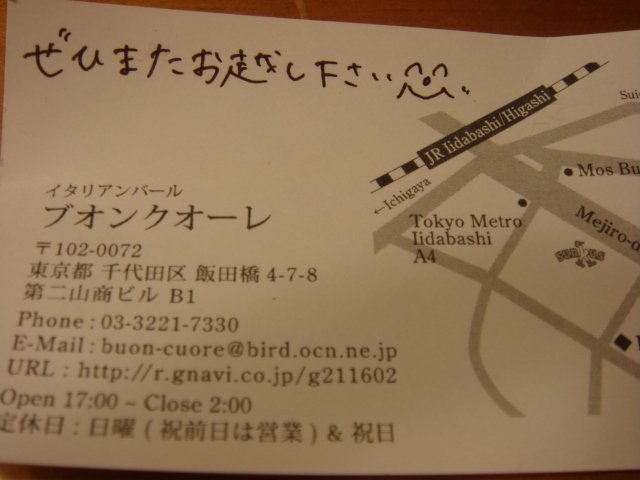 ぜひまたお越し下さい
イタリアンバール
ブオンクオーレ
〒102-0072
東京都 千代田区 飯田橋 4-7-8
第二山商ビル B1
Phone : 03-3221-7330
E-Mail : buon-cuore@bird.ocn.ne.jp
URL : http://r.gnavi.co.jp/g211602
Open 17:00 ~ Close 2:00
定休日 : 日曜 ( 祝前日は営業 ) & 祝日
JR Iidabashi/Higashi
←Ichigaya
Mos Bu
Tokyo Metro
Iidabashi
A4
Mejiro-d